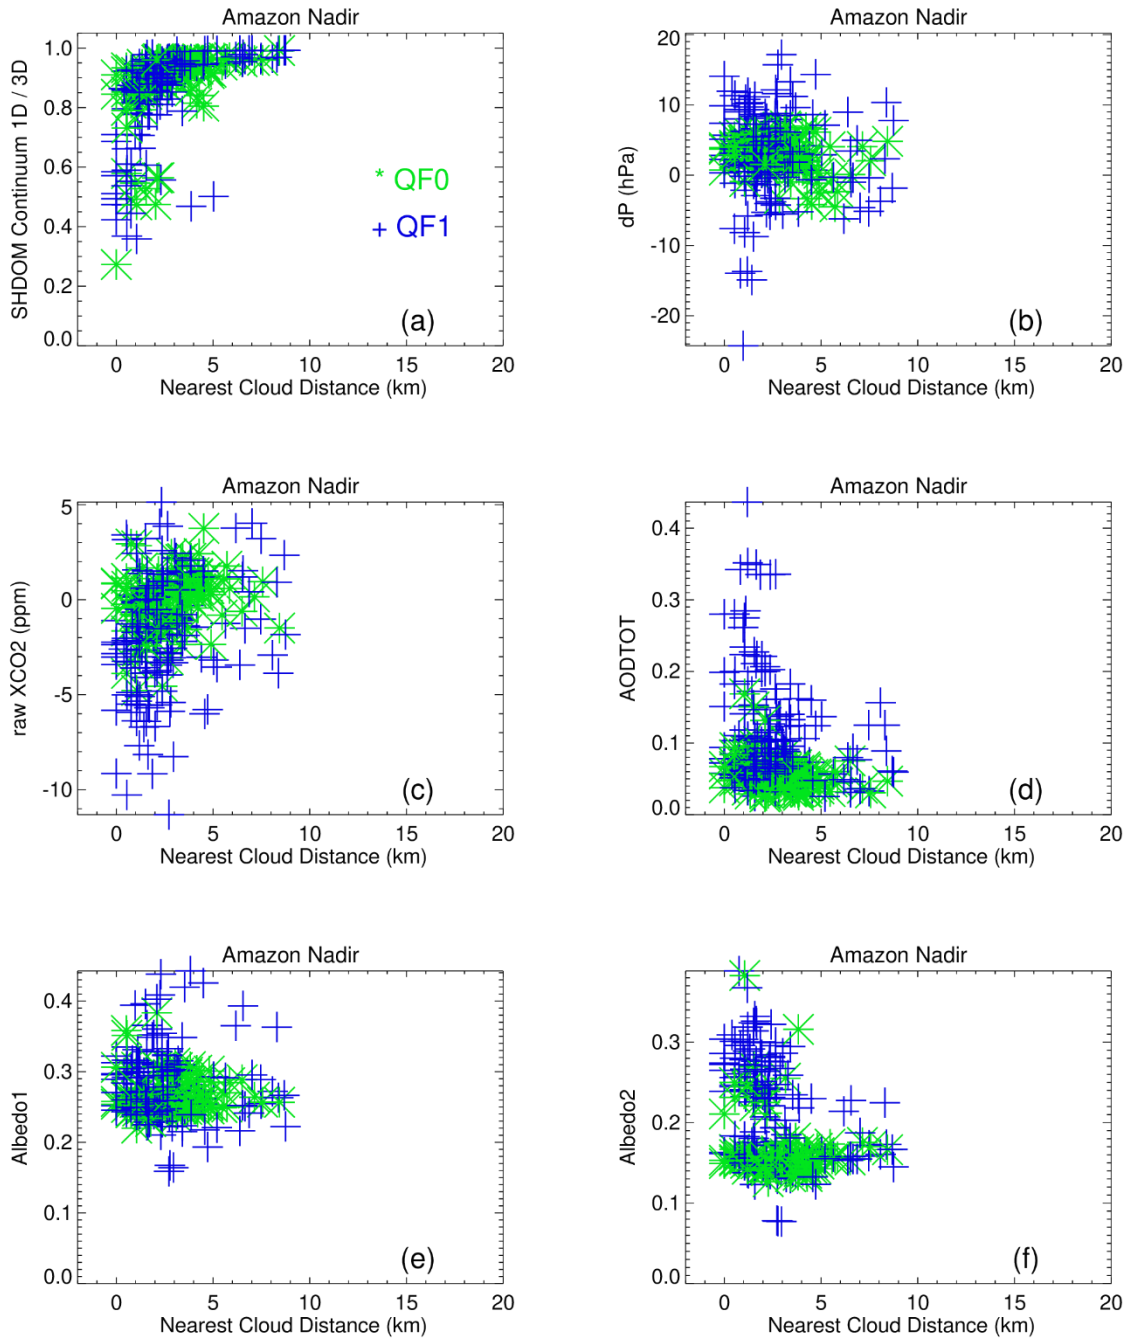 Amazon Nadir
SHDOM Continuum 1D / 3D
1.0
0.8
0.6
0.4
0.2
0.0
* QF0
+ QF1
(a)
0 5 10 15 20
Nearest Cloud Distance (km)
Amazon Nadir
dP (hPa)
20
10
0
-10
-20
(b)
0 5 10 15 20
Nearest Cloud Distance (km)
Amazon Nadir
raw XCO2 (ppm)
5
0
-5
-10
(c)
0 5 10 15 20
Nearest Cloud Distance (km)
Amazon Nadir
AODTOT
0.4
0.3
0.2
0.1
0.0
(d)
0 5 10 15 20
Nearest Cloud Distance (km)
Amazon Nadir
Albedo1
0.4
0.3
0.2
0.1
0.0
(e)
0 5 10 15 20
Nearest Cloud Distance (km)
Amazon Nadir
Albedo2
0.3
0.2
0.1
0.0
(f)
0 5 10 15 20
Nearest Cloud Distance (km)